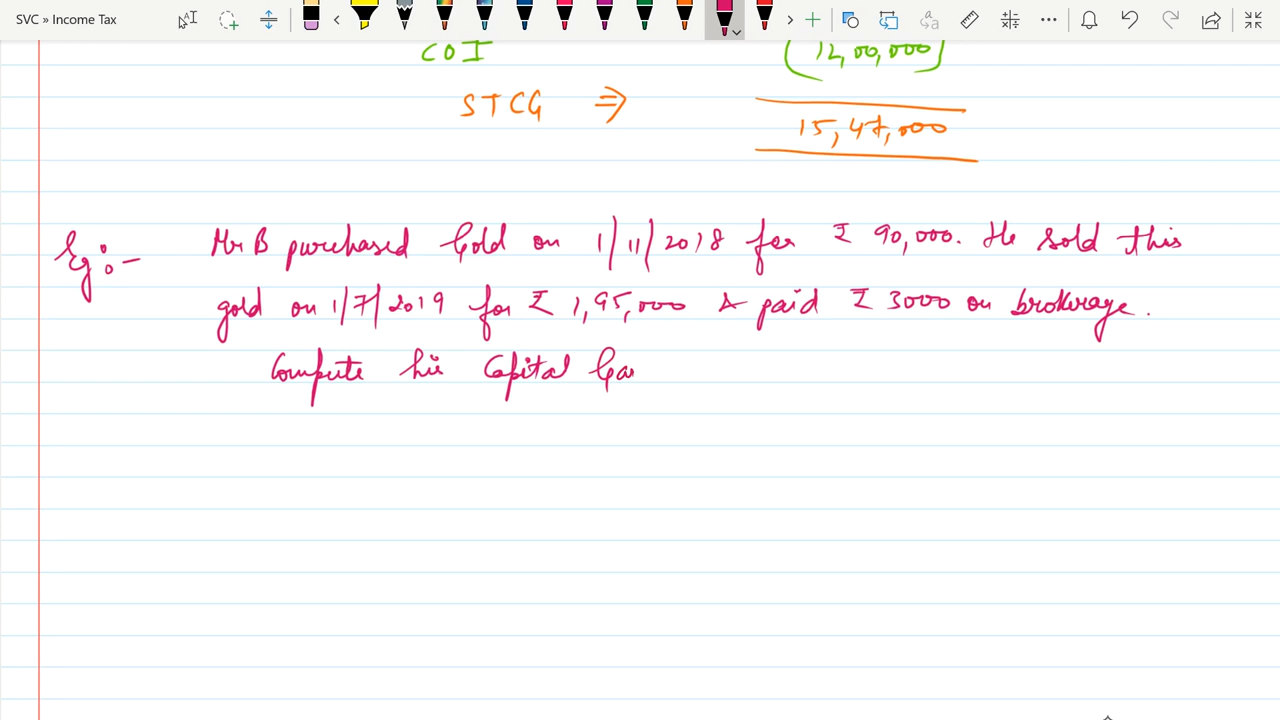 SVC » Income Tax
COI (12,00,000)
STCG ⇒ 15,47,000
Eg:- Mr B purchased Gold on 1/11/2018 for ₹ 90,000. He sold this
gold on 1/7/2019 for ₹ 1,95,000 & paid ₹ 3000 on brokerage.
Compute his Capital Gai